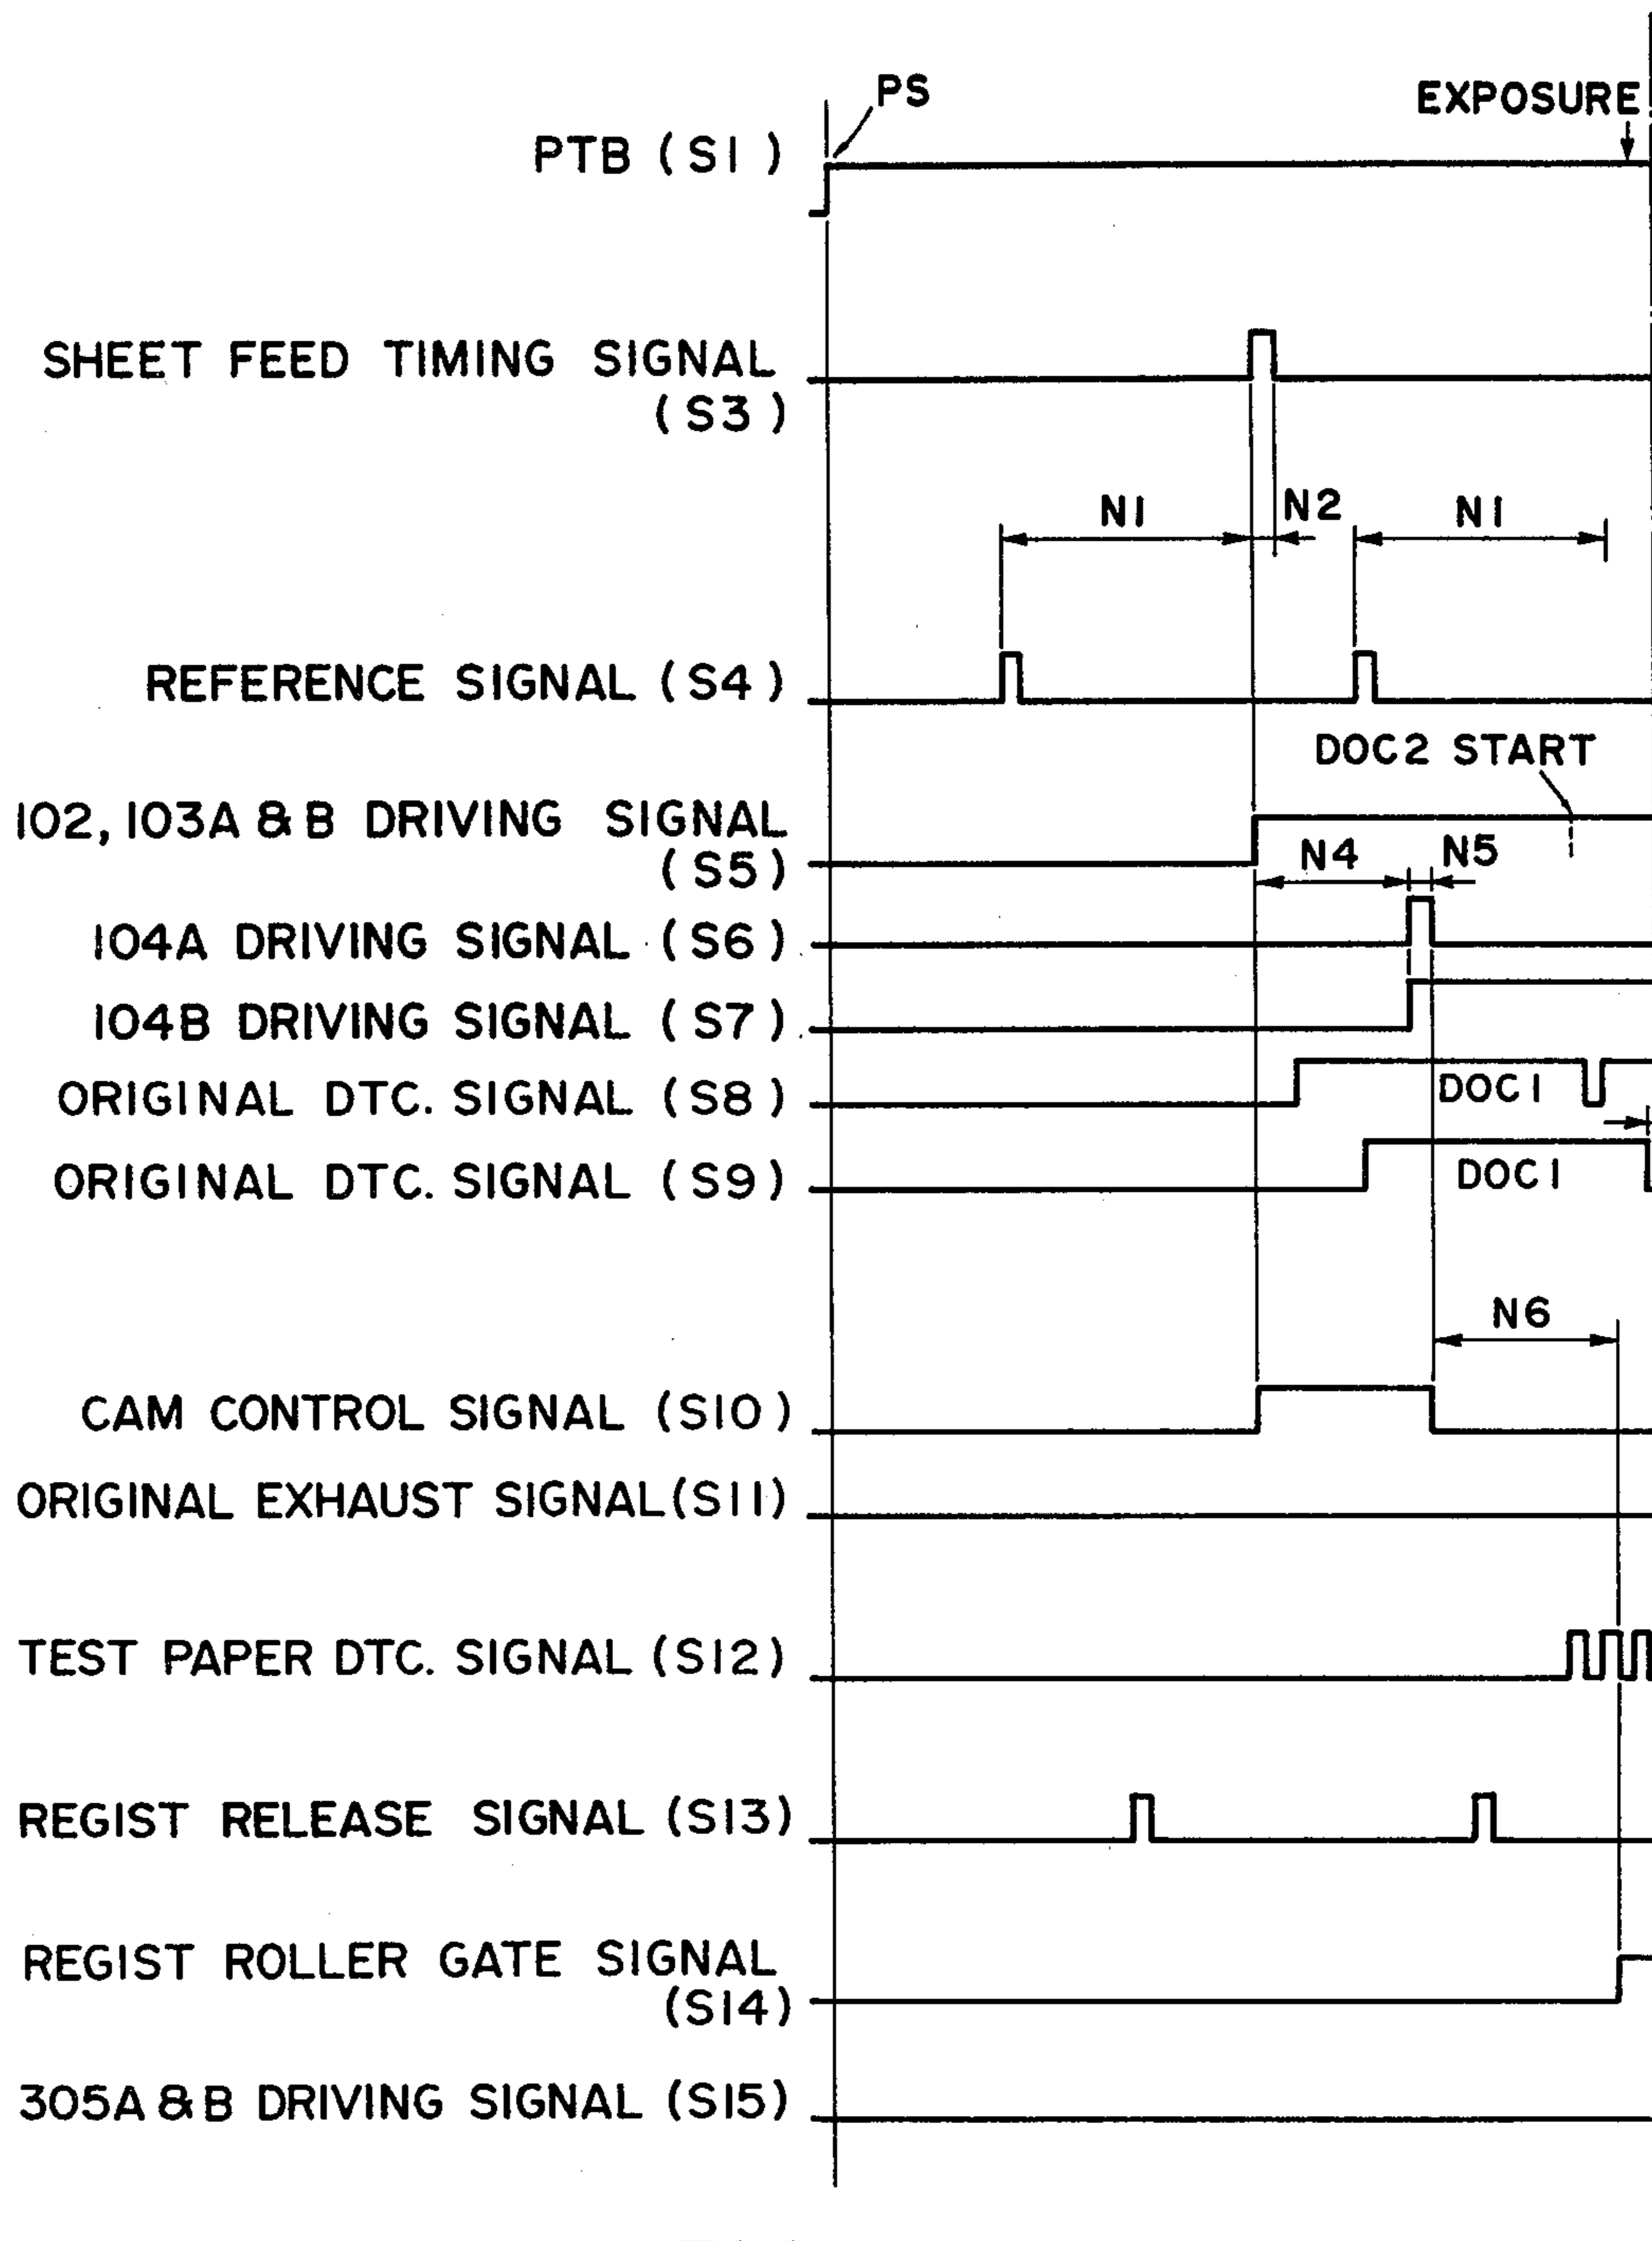 PS
EXPOSURE
PTB (S1)
SHEET FEED TIMING SIGNAL
(S3)
N1 N2 N1
REFERENCE SIGNAL (S4)
DOC2 START
102, 103A & B DRIVING SIGNAL
(S5)
N4 N5
104A DRIVING SIGNAL (S6)
104B DRIVING SIGNAL (S7)
ORIGINAL DTC. SIGNAL (S8) DOC1
ORIGINAL DTC. SIGNAL (S9) DOC1
N6
CAM CONTROL SIGNAL (S10)
ORIGINAL EXHAUST SIGNAL (S11)
TEST PAPER DTC. SIGNAL (S12)
REGIST RELEASE SIGNAL (S13)
REGIST ROLLER GATE SIGNAL
(S14)
305A & B DRIVING SIGNAL (S15)